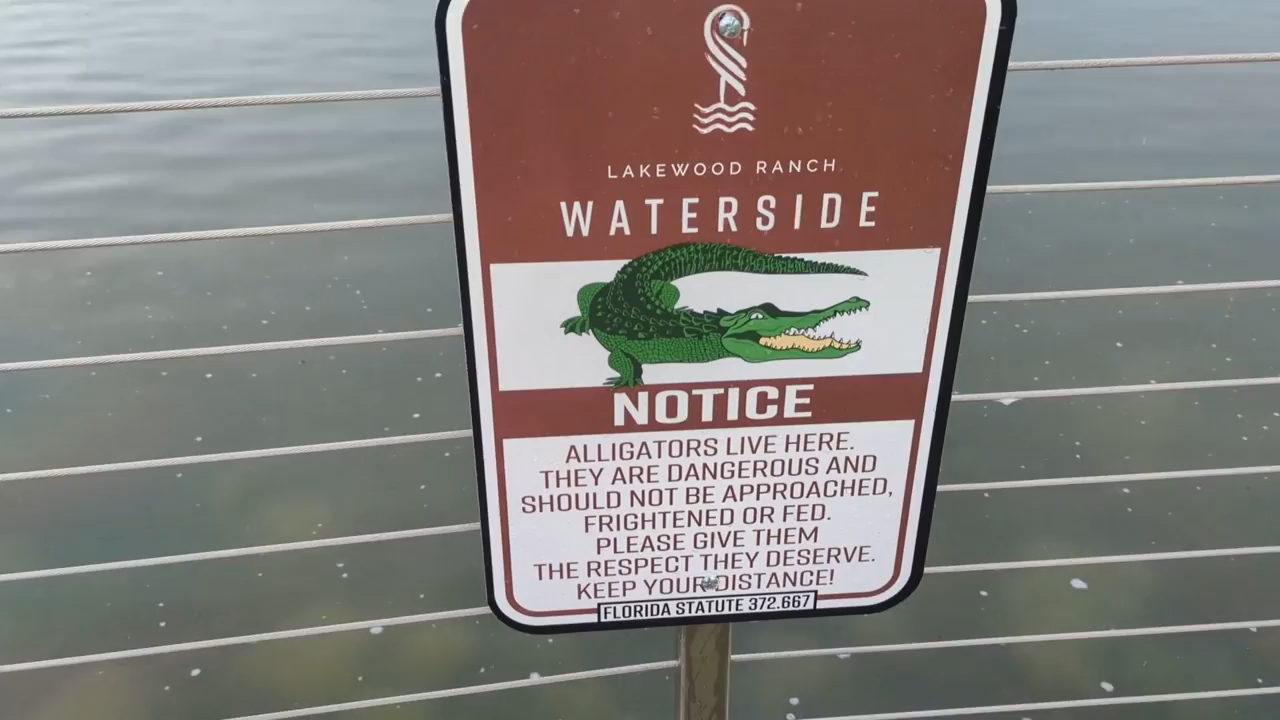 LAKEWOOD RANCH
WATERSIDE
NOTICE
ALLIGATORS LIVE HERE.
THEY ARE DANGEROUS AND
SHOULD NOT BE APPROACHED,
FRIGHTENED OR FED.
PLEASE GIVE THEM
THE RESPECT THEY DESERVE.
KEEP YOUR DISTANCE!
FLORIDA STATUTE 372.667